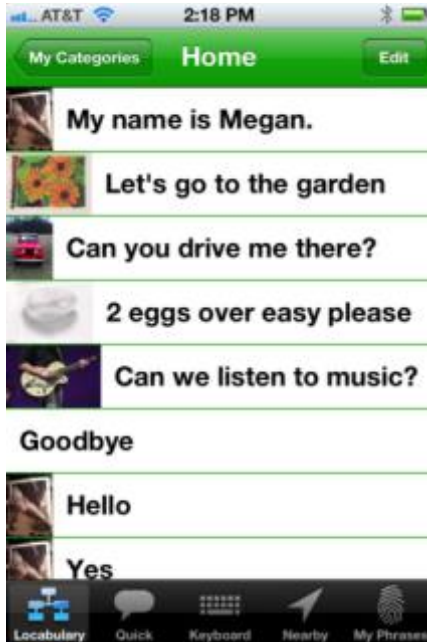 AT&T 2:18 PM
My Categories Home Edit
My name is Megan.
Let's go to the garden
Can you drive me there?
2 eggs over easy please
Can we listen to music?
Goodbye
Hello
Yes
Locabulary Quick Keyboard Nearby My Phrases